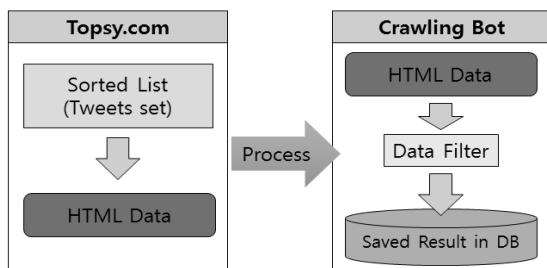 Topsy.com
Sorted List
(Tweets set)
HTML Data
Process
Crawling Bot
HTML Data
Data Filter
Saved Result in DB